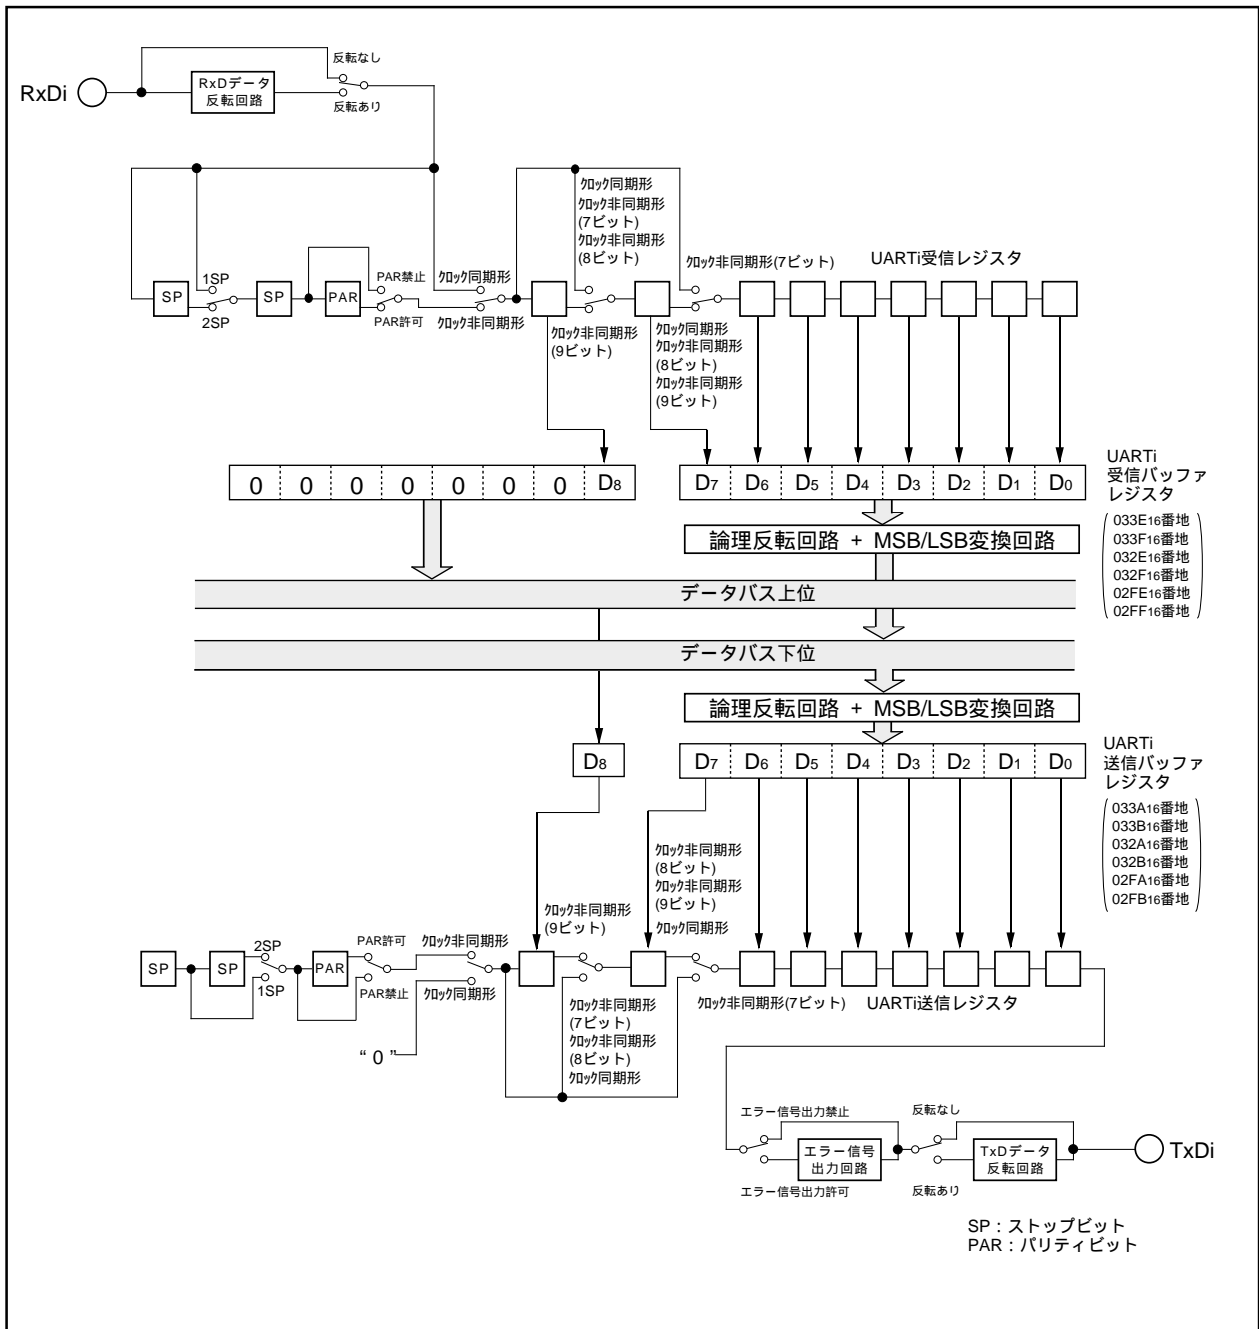 反転なし
RxDi
RxDデータ
反転回路
反転あり
クロック同期形
クロック非同期形
(7ビット)
クロック非同期形
(8ビット)
クロック非同期形(7ビット)
UARTi受信レジスタ
SP
1SP
2SP
SP
PAR
PAR禁止
PAR許可
クロック同期形
クロック非同期形
クロック非同期形
(9ビット)
クロック同期形
クロック非同期形
(8ビット)
クロック非同期形
(9ビット)
0 0 0 0 0 0 0 D8
D7 D6 D5 D4 D3 D2 D1 D0
UARTi
受信バッファ
レジスタ
033E16番地
033F16番地
032E16番地
032F16番地
02FE16番地
02FF16番地
論理反転回路 + MSB/LSB変換回路
データバス上位
データバス下位
論理反転回路 + MSB/LSB変換回路
D8
D7 D6 D5 D4 D3 D2 D1 D0
UARTi
送信バッファ
レジスタ
033A16番地
033B16番地
032A16番地
032B16番地
02FA16番地
02FB16番地
クロック非同期形
(8ビット)
クロック非同期形
(9ビット)
クロック同期形
クロック非同期形
(9ビット)
SP
SP
2SP
1SP
PAR
PAR許可
PAR禁止
クロック非同期形
クロック同期形
“0”
クロック非同期形
(7ビット)
クロック非同期形
(8ビット)
クロック同期形
クロック非同期形(7ビット)
UARTi送信レジスタ
エラー信号出力禁止
エラー信号
出力回路
エラー信号出力許可
反転なし
TxDデータ
反転回路
反転あり
TxDi
SP : ストップビット
PAR : パリティビット